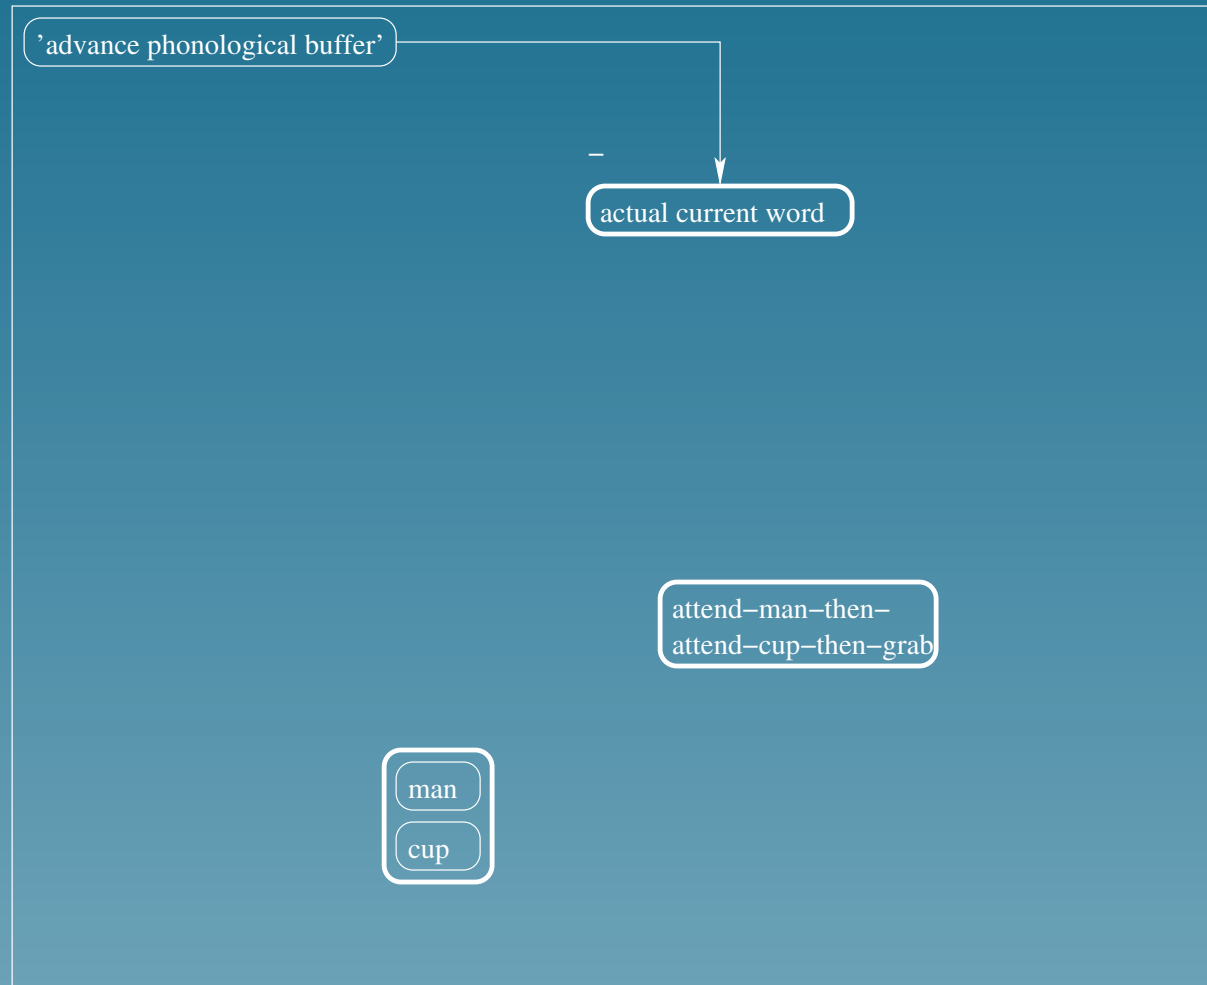 ’advance phonological buffer’
–
actual current word
attend–man–then–
attend–cup–then–grab
man
cup